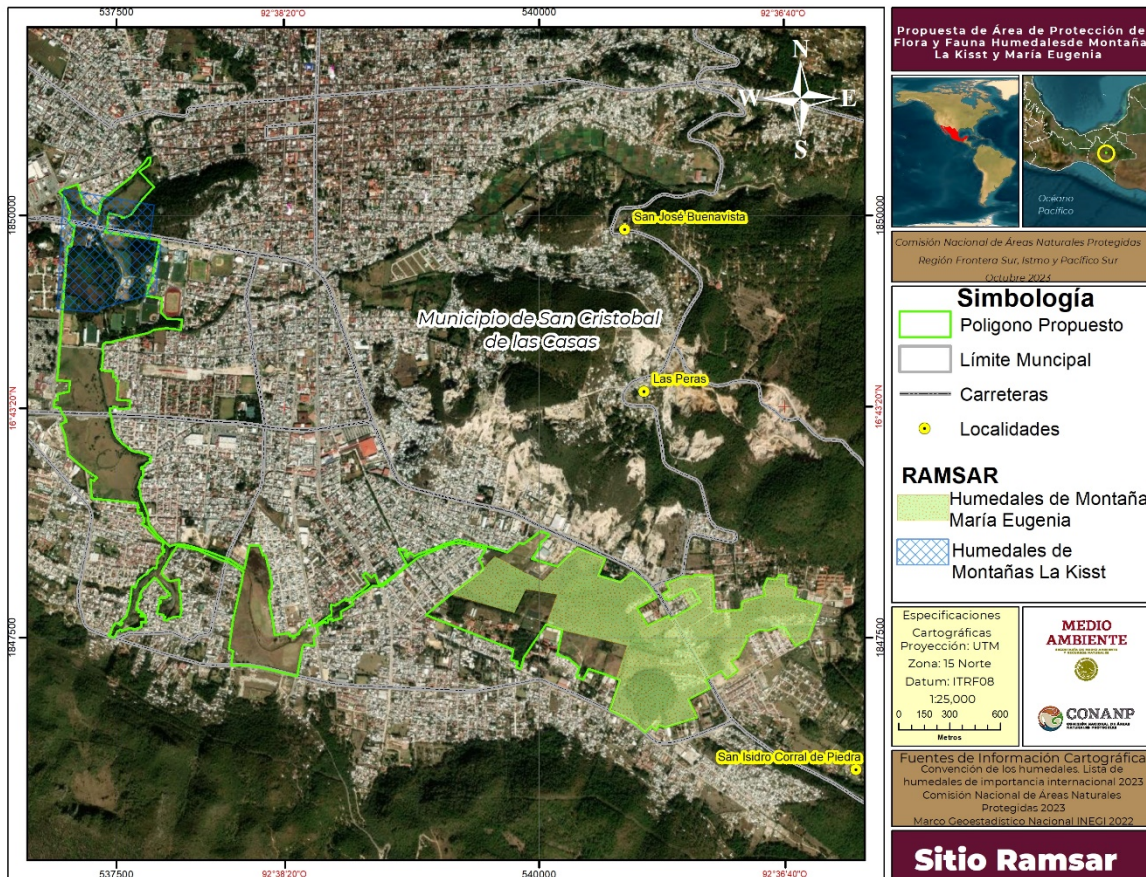 537500
92°38'20"O
540000
92°36'40"O
1850000
16°43'20"N
1847500
N
W
E
S
San José Buenavista
Municipio de San Cristobal
de las Casas
Las Peras
San Isidro Corral de Piedra
1850000
16°43'20"N
1847500
537500
92°38'20"O
540000
92°36'40"O
Propuesta de Área de Protección de
Flora y Fauna Humedalesde Montaña
La Kisst y María Eugenia
Océano
Pacífico
Comisión Nacional de Áreas Naturales Protegidas
Región Frontera Sur, Istmo y Pacífico Sur
Octubre 2023
Simbología
Poligono Propuesto
Límite Muncipal
Carreteras
Localidades
RAMSAR
Humedales de Montaña
María Eugenia
Humedales de
Montañas La Kisst
Especificaciones
Cartográficas
Proyección: UTM
Zona: 15 Norte
Datum: ITRF08
1:25,000
0 150 300 600
Metros
MEDIO
AMBIENTE
CONANP
Fuentes de Información Cartográfica
Convención de los humedales. Lista de
humedales de importancia internacional 2023
Comisión Nacional de Áreas Naturales
Protegidas 2023
Marco Geoestadistico Nacional INEGI 2022
Sitio Ramsar